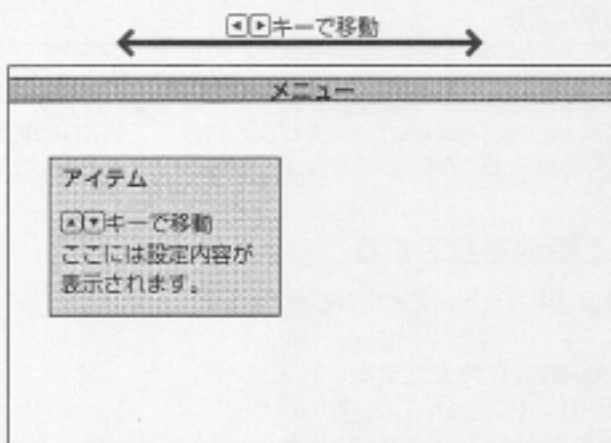 ◀▶キーで移動
メニュー
アイテム
▲▼キーで移動
ここには設定内容が
表示されます。